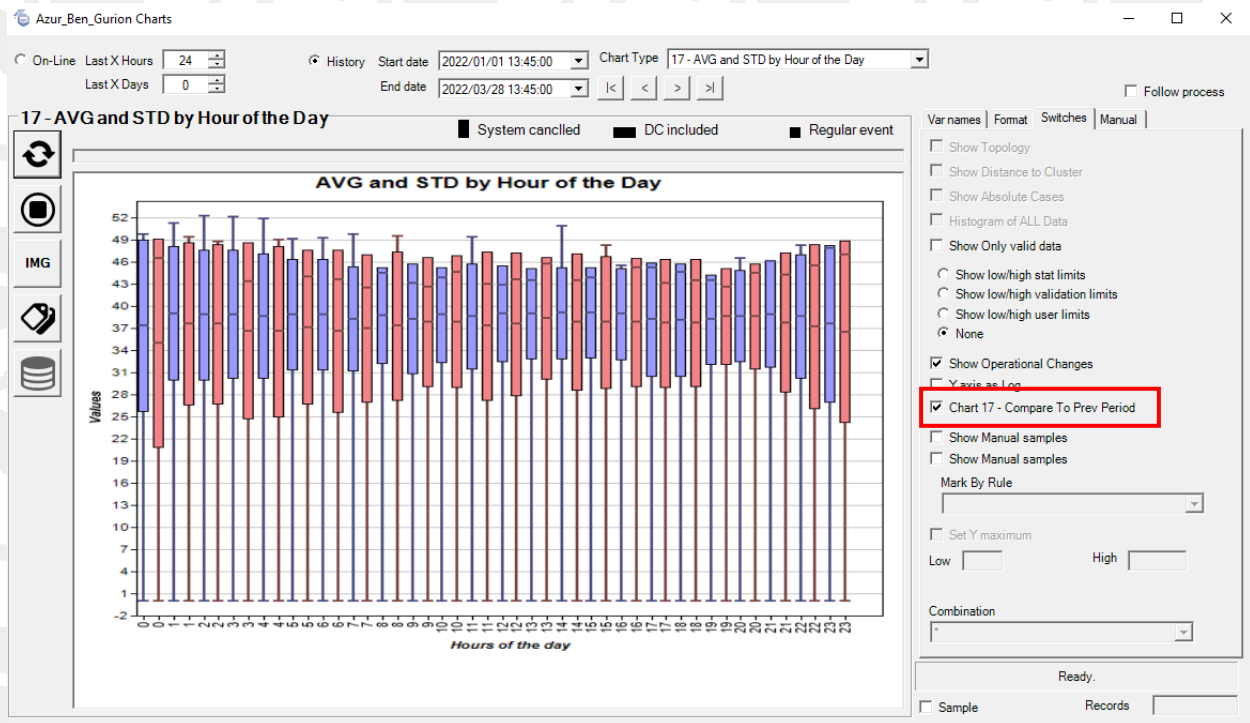 Azur_Ben_Gurion Charts
On-Line Last X Hours 24
Last X Days 0
History Start date 2022/01/01 13:45:00
End date 2022/03/28 13:45:00
Chart Type 17 - AVG and STD by Hour of the Day
|< < > >|
Follow process
17 - AVG and STD by Hour of the Day
System canclled DC included Regular event
IMG
AVG and STD by Hour of the Day
Values
52
49
46
43
40
37
34
31
28
25
22
19
16
13
10
7
4
1
-2
0 0 1 1 2 2 3 3 4 4 5 5 6 6 7 7 8 8 9 9 10 10 11 11 12 12 13 13 14 14 15 15 16 16 17 17 18 18 19 19 20 20 21 21 22 22 23 23
Hours of the day
Var names Format Switches Manual
Show Topology
Show Distance to Cluster
Show Absolute Cases
Histogram of ALL Data
Show Only valid data
Show low/high stat limits
Show low/high validation limits
Show low/high user limits
None
Show Operational Changes
Y axis as Log
Chart 17 - Compare To Prev Period
Show Manual samples
Show Manual samples
Mark By Rule
Set Y maximum
Low High
Combination
*
Ready.
Sample Records